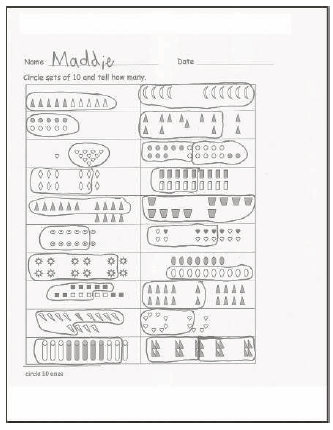 Name Maddie Date
Circle sets of 10 and tell how many.
circle 10 ones